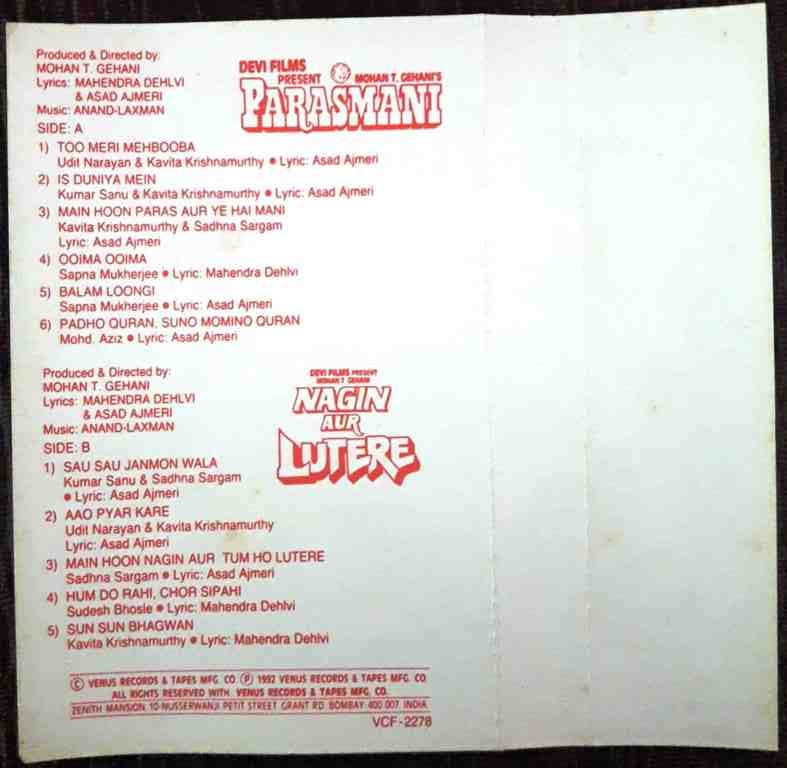 Produced & Directed by:
MOHAN T. GEHANI
Lyrics: MAHENDRA DEHLVI
& ASAD AJMERI
Music: ANAND-LAXMAN
DEVI FILMS
PRESENT MOHAN T. GEHANI'S
PARASMANI
SIDE: A
1) TOO MERI MEHBOOBA
Udit Narayan & Kavita Krishnamurthy • Lyric: Asad Ajmeri
2) IS DUNIYA MEIN
Kumar Sanu & Kavita Krishnamurthy • Lyric: Asad Ajmeri
3) MAIN HOON PARAS AUR YE HAI MANI
Kavita Krishnamurthy & Sadhna Sargam
Lyric: Asad Ajmeri
4) OOIMA OOIMA
Sapna Mukherjee • Lyric: Mahendra Dehlvi
5) BALAM LOONGI
Sapna Mukherjee • Lyric: Asad Ajmeri
6) PADHO QURAN, SUNO MOMINO QURAN
Mohd. Aziz • Lyric: Asad Ajmeri
Produced & Directed by:
MOHAN T. GEHANI
Lyrics: MAHENDRA DEHLVI
& ASAD AJMERI
Music: ANAND-LAXMAN
DEVI FILMS PRESENT
MOHAN T GEHANI
NAGIN
AUR
LUTERE
SIDE: B
1) SAU SAU JANMON WALA
Kumar Sanu & Sadhna Sargam
• Lyric: Asad Ajmeri
2) AAO PYAR KARE
Udit Narayan & Kavita Krishnamurthy
Lyric: Asad Ajmeri
3) MAIN HOON NAGIN AUR TUM HO LUTERE
Sadhna Sargam • Lyric: Asad Ajmeri
4) HUM DO RAHI, CHOR SIPAHI
Sudesh Bhosle • Lyric: Mahendra Dehlvi
5) SUN SUN BHAGWAN
Kavita Krishnamurthy • Lyric: Mahendra Dehlvi
© VENUS RECORDS & TAPES MFG. CO ℗ 1992 VENUS RECORDS & TAPES MFG. CO
ALL RIGHTS RESERVED WITH VENUS RECORDS & TAPES MFG. CO.
ZENITH MANSION 10-NUSSERWANJI PETIT STREET GRANT RD BOMBAY 400 007 INDIA
VCF-2278